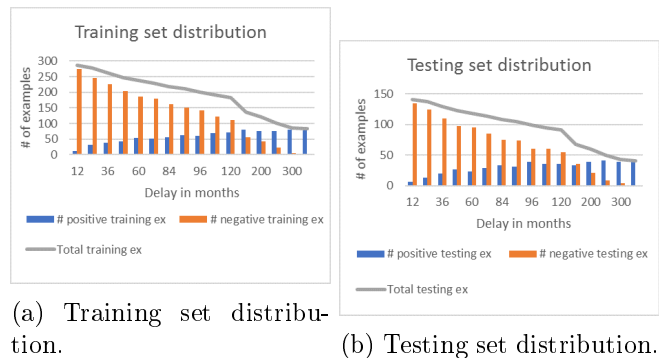 Training set distribution
# of examples
300
250
200
150
100
50
0
12 36 60 84 96 120 200 300
Delay in months
# positive training ex # negative training ex
Total training ex
(a) Training set distribu-
tion.
Testing set distribution
# of examples
150
100
50
0
12 36 60 84 96 120 200 300
Delay in months
# positive testing ex # negative testing ex
Total testing ex
(b) Testing set distribution.